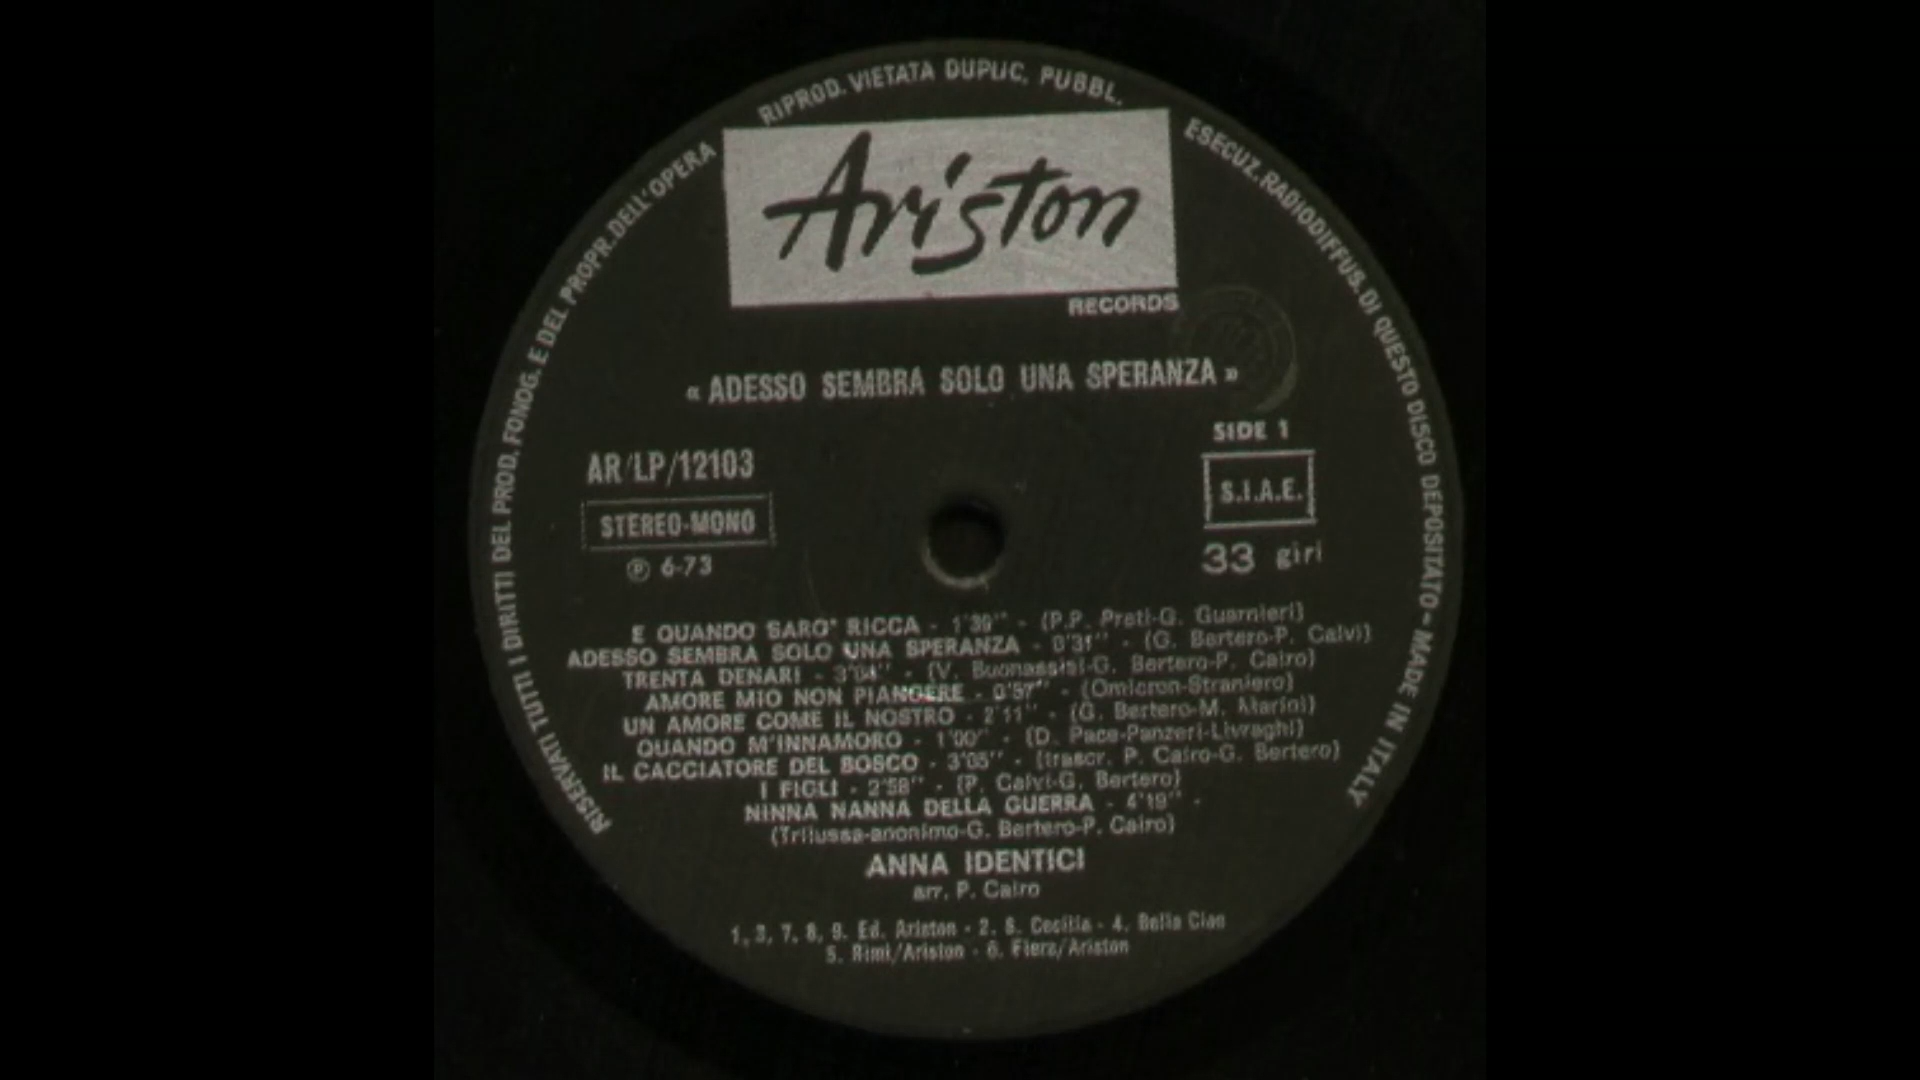 RISERVATI TUTTI I DIRITTI DEL PROD. FONOG. E DEL PROPR. DELL'OPERA
RIPROD. VIETATA DUPLIC. PUBBL.
ESECUZ. RADIODIFFUS. DI QUESTO DISCO DEPOSITATO - MADE IN ITALY
Ariston
RECORDS
« ADESSO SEMBRA SOLO UNA SPERANZA »
SIDE 1
AR/LP/12103
S.I.A.E.
STEREO-MONO
33 giri
℗ 6-73
E QUANDO SARO' RICCA - 1'39'' - (P.P. Preti-G. Guarnieri)
ADESSO SEMBRA SOLO UNA SPERANZA - 0'31'' - (G. Bertero-P. Calvi)
TRENTA DENARI - 3'04'' - (V. Buonassisi-G. Bertero-P. Cairo)
AMORE MIO NON PIANGERE - 0'57'' - (Omicron-Straniero)
UN AMORE COME IL NOSTRO - 2'11'' - (G. Bertero-M. Marini)
QUANDO M'INNAMORO - 1'00'' - (D. Pace-Panzeri-Livraghi)
IL CACCIATORE DEL BOSCO - 3'05'' - (trascr. P. Cairo-G. Bertero)
I FIGLI - 2'58'' - (P. Calvi-G. Bertero)
NINNA NANNA DELLA GUERRA - 4'19'' -
(Trilussa-anonimo-G. Bertero-P. Cairo)
ANNA IDENTICI
arr. P. Cairo
1, 3, 7, 8, 9. Ed. Ariston - 2. S. Cecilia - 4. Bella Ciao
5. Rimi/Ariston - 6. /Ariston